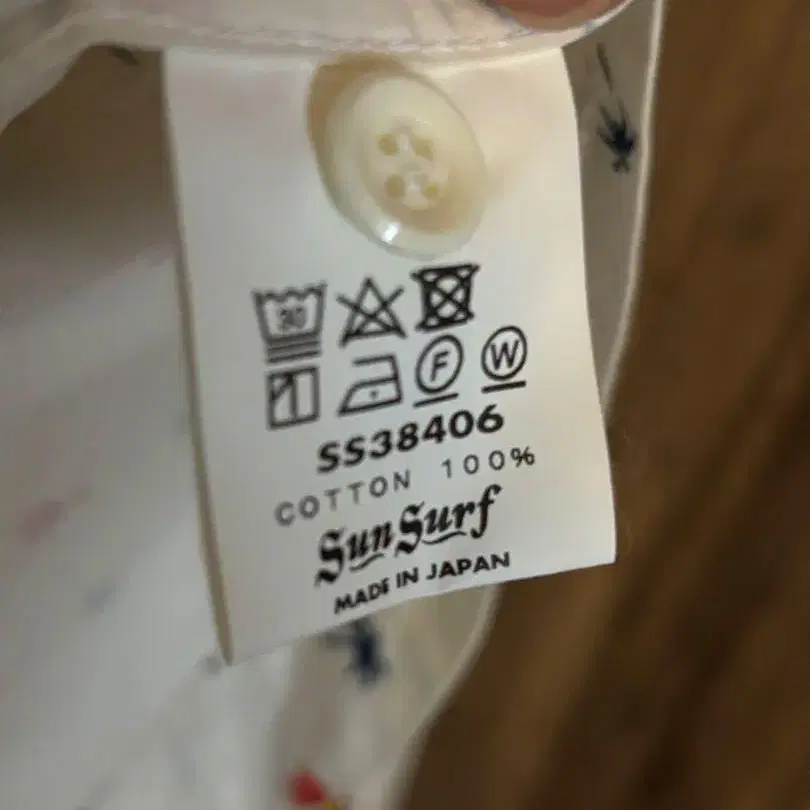 30
F W
SS38406
COTTON 100%
Sun Surf
MADE IN JAPAN